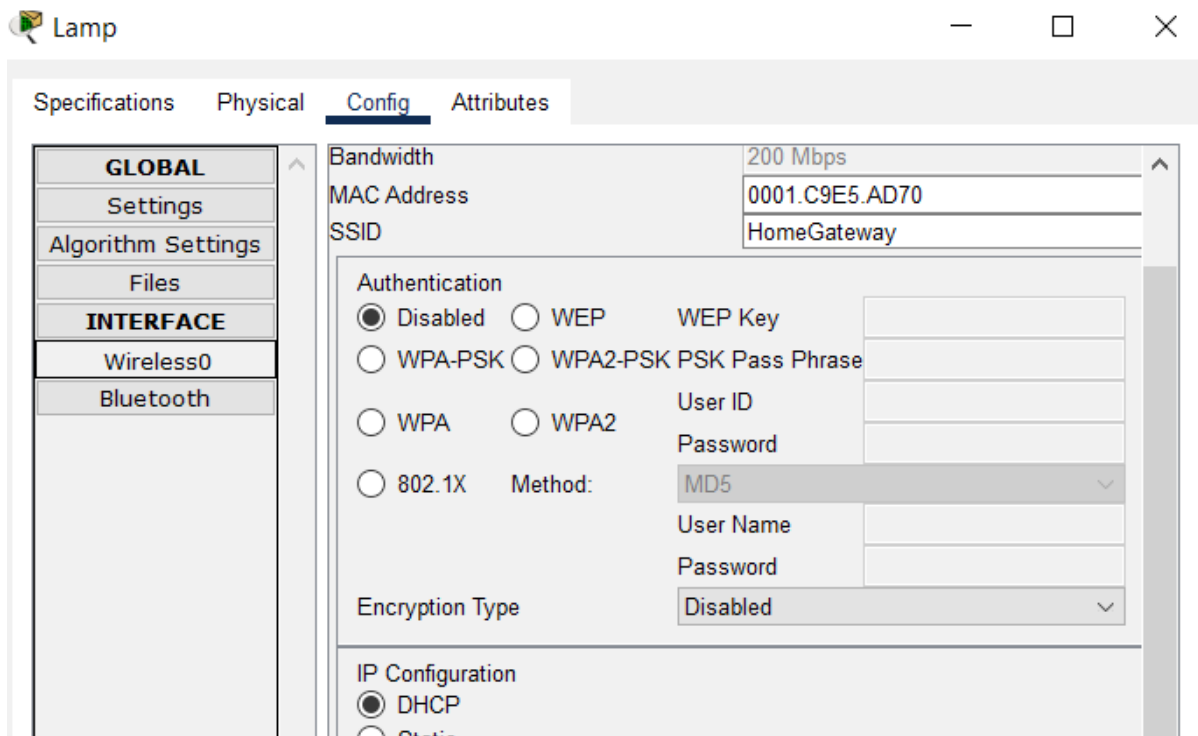 Lamp
Specifications Physical Config Attributes
GLOBAL
Settings
Algorithm Settings
Files
INTERFACE
Wireless0
Bluetooth
Bandwidth 200 Mbps
MAC Address 0001.C9E5.AD70
SSID HomeGateway
Authentication
Disabled WEP WEP Key
WPA-PSK WPA2-PSK PSK Pass Phrase
User ID
WPA WPA2
Password
802.1X Method: MD5
User Name
Password
Encryption Type Disabled
IP Configuration
DHCP
Static